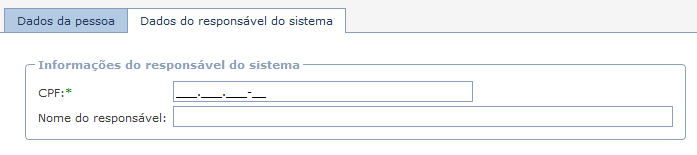 Dados da pessoa Dados do responsável do sistema
Informações do responsável do sistema
CPF:* ___.___.___-__
Nome do responsável: